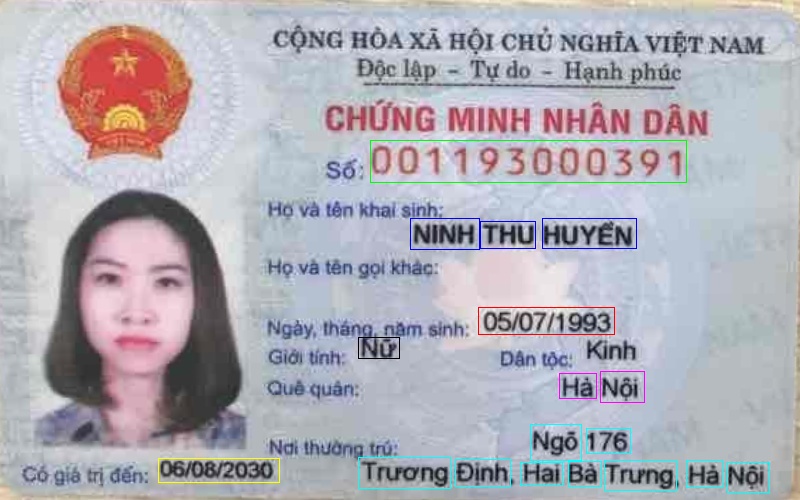 CỘNG HÒA XÃ HỘI CHỦ NGHĨA VIỆT NAM
Độc lập - Tự do - Hạnh phúc
CHỨNG MINH NHÂN DÂN
Số: 001193000391
Họ và tên khai sinh:
NINH THU HUYỀN
Họ và tên gọi khác:
Ngày, tháng, năm sinh: 05/07/1993
Giới tính: Nữ Dân tộc: Kinh
Quê quán: Hà Nội
Nơi thường trú: Ngõ 176
Có giá trị đến: 06/08/2030 Trương Định, Hai Bà Trưng, Hà Nội